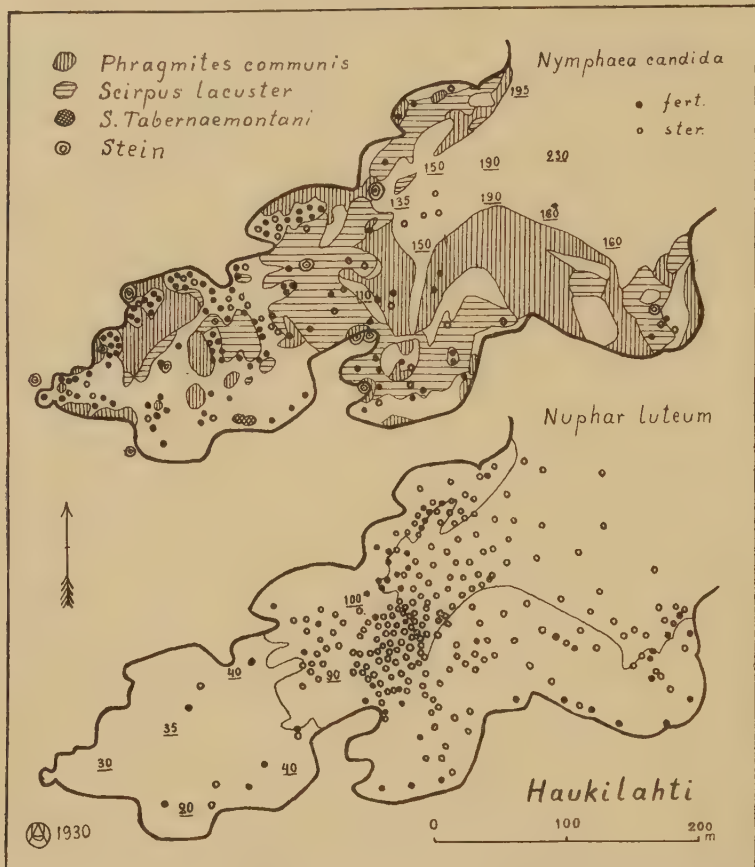 Phragmites communis
Scirpus lacuster
S. Tabernaemontani
Stein
Nymphaea candida
fert.
ster.
195
150 190 230
135
190
180
150 160
110
Nuphar luteum
100
40
90
35
30
40
20
Haukilahti
1930
0 100 200
m